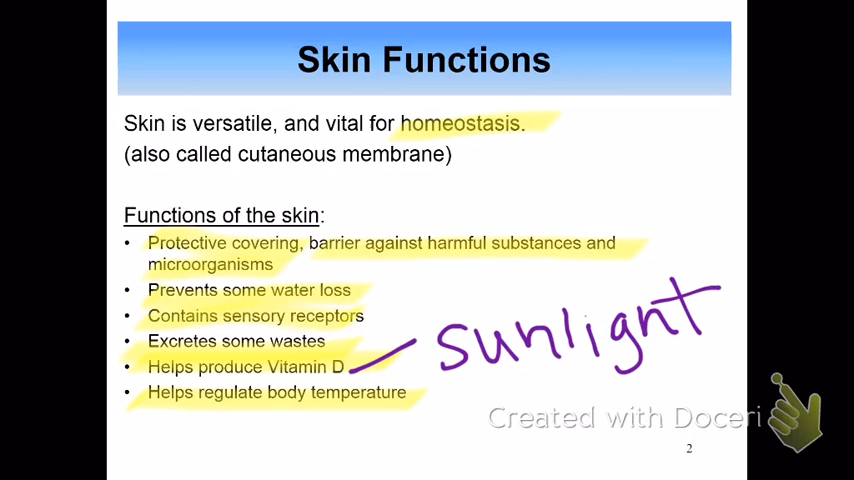 Skin Functions
Skin is versatile, and vital for homeostasis.
(also called cutaneous membrane)
Functions of the skin:
• Protective covering, barrier against harmful substances and
microorganisms
• Prevents some water loss
• Contains sensory receptors
• Excretes some wastes
• Helps produce Vitamin D
sunlight
• Helps regulate body temperature
Created with Doceri
2